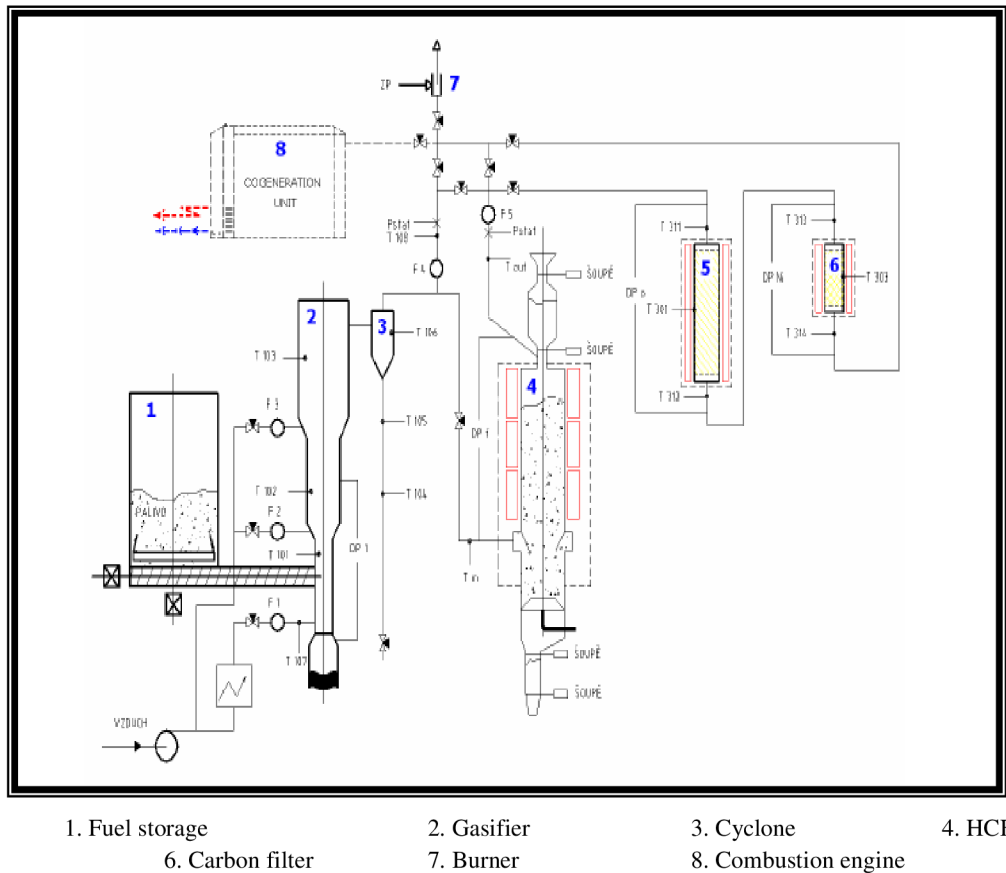 ZP
7
8
COGENERATION
UNIT
F 5
Pstat
T 108
Pstat
T out
F 4
ŠOUPĚ
T 311
T 313
2
3
T 106
5
6
DP N
T 303
DP
T 301
T 103
ŠOUPĚ
T 314
4
T 312
1
F 3
DP f
T 105
T 102
T 104
PALIVO
F 2
T 101
DP 1
T in
F 1
T 107
ŠOUPĚ
ŠOUPĚ
VZDUCH
1. Fuel storage 2. Gasifier 3. Cyclone 4.
6. Carbon filter 7. Burner 8. Combustion engine